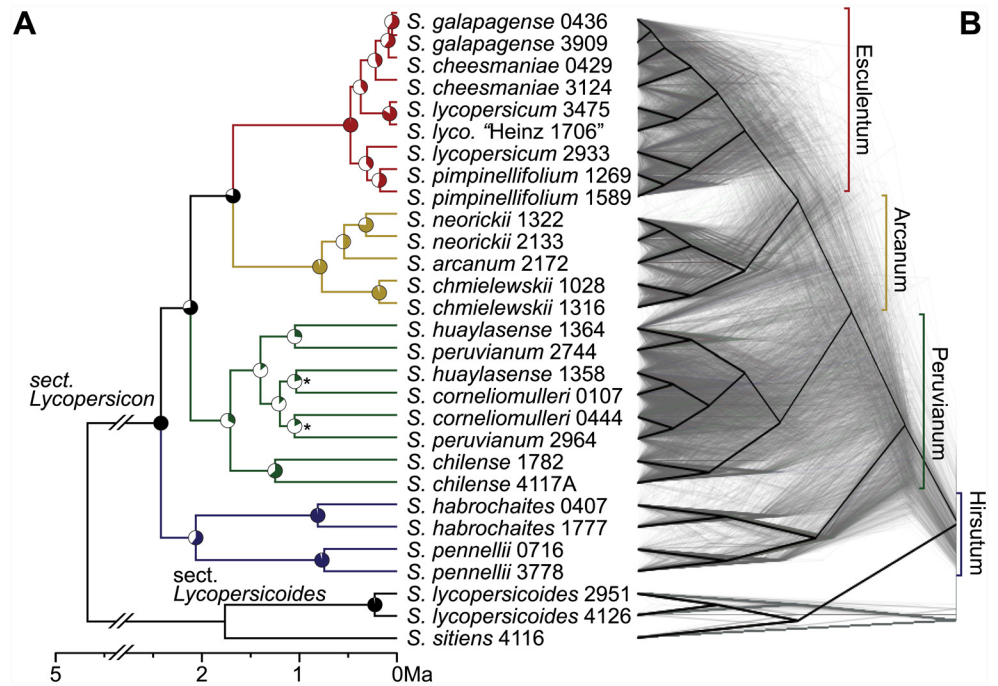 A
B
S. galapagense 0436
S. galapagense 3909
S. cheesmaniae 0429
S. cheesmaniae 3124
S. lycopersicum 3475
S. lyco. “Heinz 1706”
S. lycopersicum 2933
S. pimpinellifolium 1269
S. pimpinellifolium 1589
S. neorickii 1322
S. neorickii 2133
S. arcanum 2172
S. chmielewskii 1028
S. chmielewskii 1316
S. huaylasense 1364
S. peruvianum 2744
S. huaylasense 1358
S. corneliomulleri 0107
S. corneliomulleri 0444
S. peruvianum 2964
S. chilense 1782
S. chilense 4117A
S. habrochaites 0407
S. habrochaites 1777
S. pennellii 0716
S. pennellii 3778
S. lycopersicoides 2951
S. lycopersicoides 4126
S. sitiens 4116
sect.
Lycopersicon
*
*
sect.
Lycopersicoides
5 2 1 0Ma
Esculentum
Arcanum
Peruvianum
Hirsutum